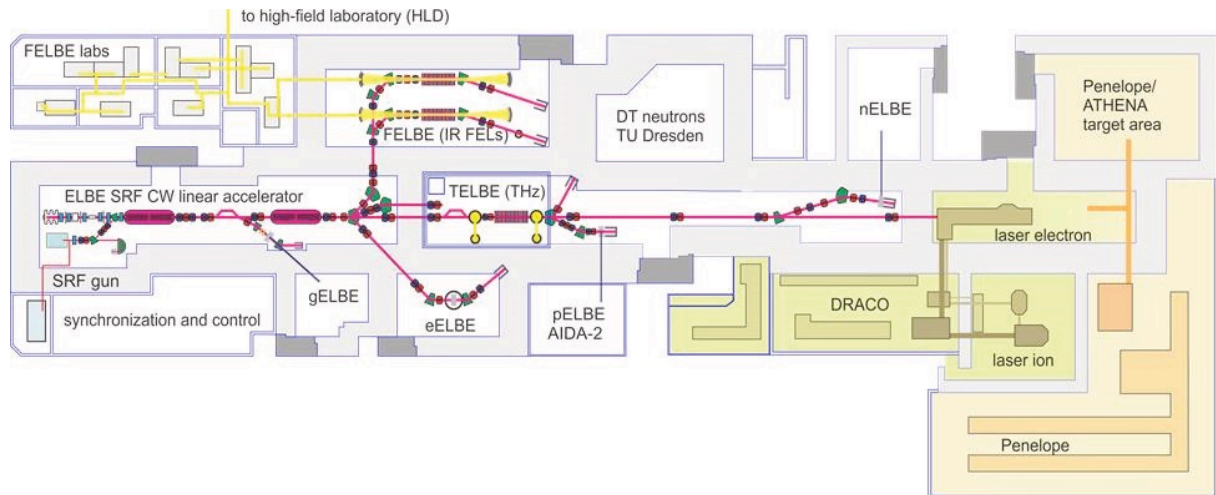 to high-field laboratory (HLD)
FELBE labs
FELBE (IR FELs)
DT neutrons
TU Dresden
nELBE
Penelope/
ATHENA
target area
ELBE SRF CW linear accelerator
TELBE (THz)
laser electron
SRF gun
gELBE
synchronization and control
eELBE
pELBE
AIDA-2
DRACO
laser ion
Penelope